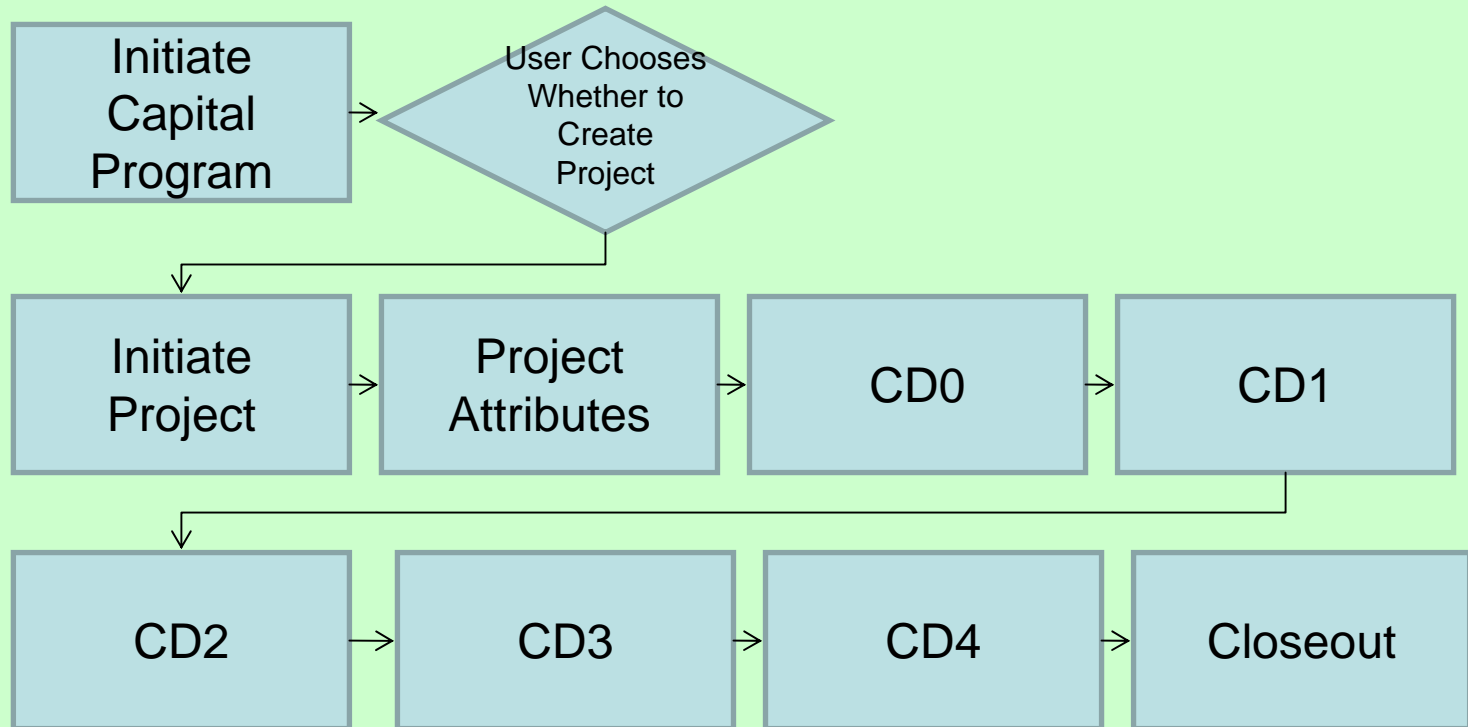 Initiate
Capital
Program
User Chooses
Whether to
Create
Project
Initiate
Project
Project
Attributes
CD0
CD1
CD2
CD3
CD4
Closeout